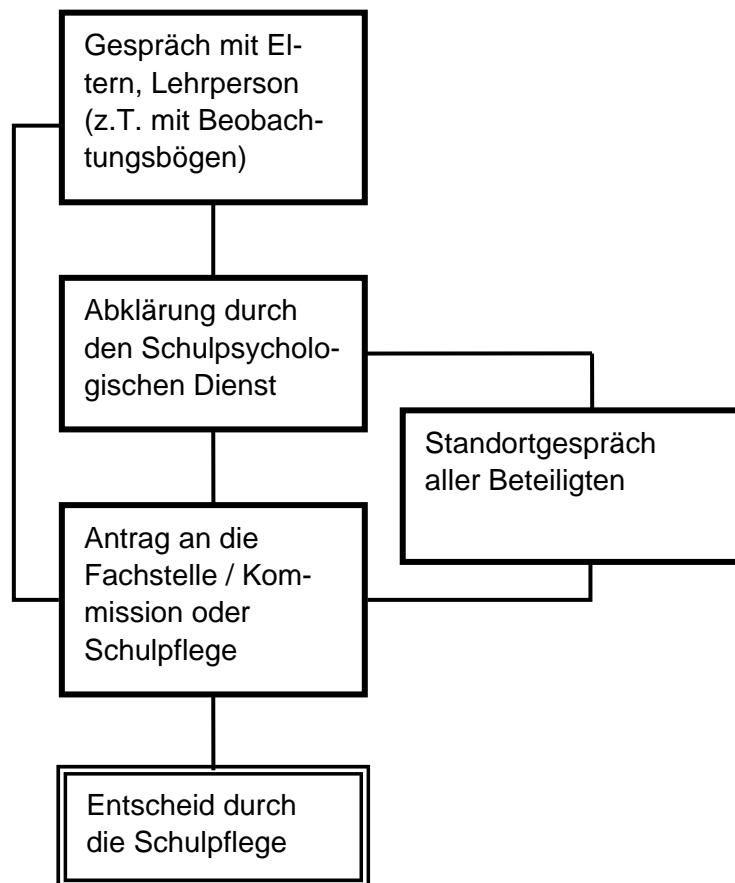 Gespräch mit El-
tern, Lehrperson
(z.T. mit Beobach-
tungsbögen)
Abklärung durch
den Schulpsycholo-
gischen Dienst
Standortgespräch
aller Beteiligten
Antrag an die
Fachstelle / Kom-
mission oder
Schulpflege
Entscheid durch
die Schulpflege